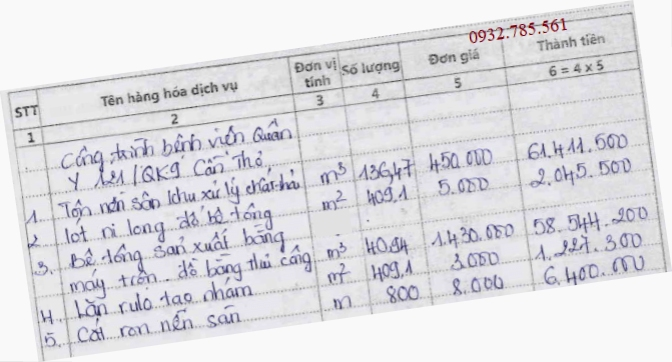 0932.785.561
STT Tên hàng hóa dịch vụ Đơn vị tính Số lượng Đơn giá Thành tiền
1 2 3 4 5 6 = 4 x 5
Công trình bệnh viện Quân
Y 121/QK9 Cần Thơ
1. Tôn nền sân khu xử lý chất thải m³ 136,47 450.000 61.411.500
2. Lót ni lông đổ bê tông m² 409,1 5.000 2.045.500
3. Bê tông sản xuất bằng
máy trộn đổ bằng thủ công m³ 40,94 1.430.000 58.544.200
4. Lăn rulo tạo nhám m² 409,1 3.000 1.227.300
5. Cắt ron nền sân m 800 8.000 6.400.000